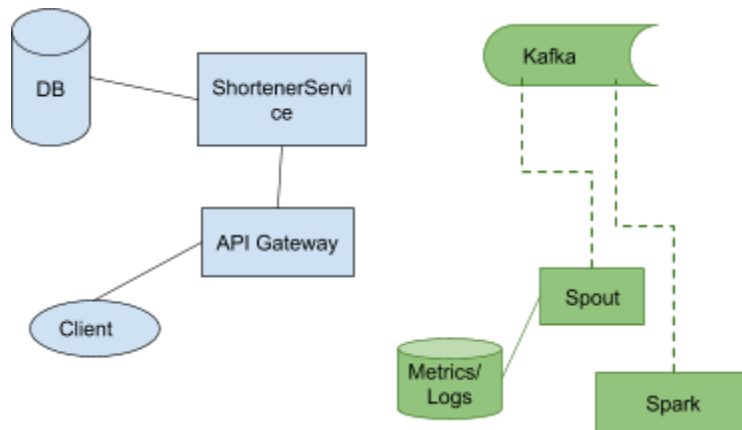 DB
ShortenerServi
ce
Kafka
API Gateway
Spout
Client
Metrics/
Logs
Spark